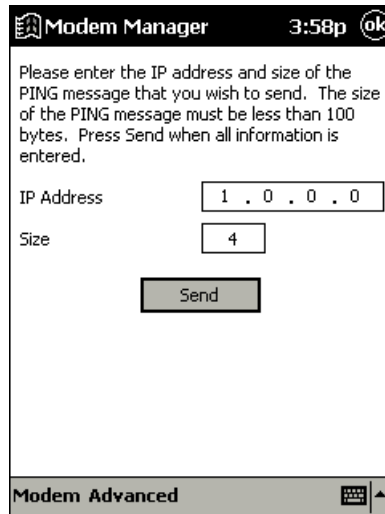 Modem Manager 3:58p ok
Please enter the IP address and size of the
PING message that you wish to send. The size
of the PING message must be less than 100
bytes. Press Send when all information is
entered.
IP Address 1 . 0 . 0 . 0
Size 4
Send
Modem Advanced